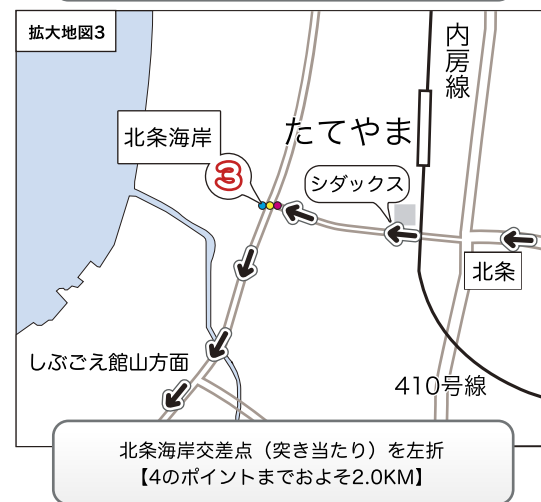 拡大地図3
内房線
北条海岸
たてやま
3
シダックス
北条
しぶごえ館山方面
410号線
北条海岸交差点（突き当たり）を左折
【4のポイントまでおよそ2.0KM】